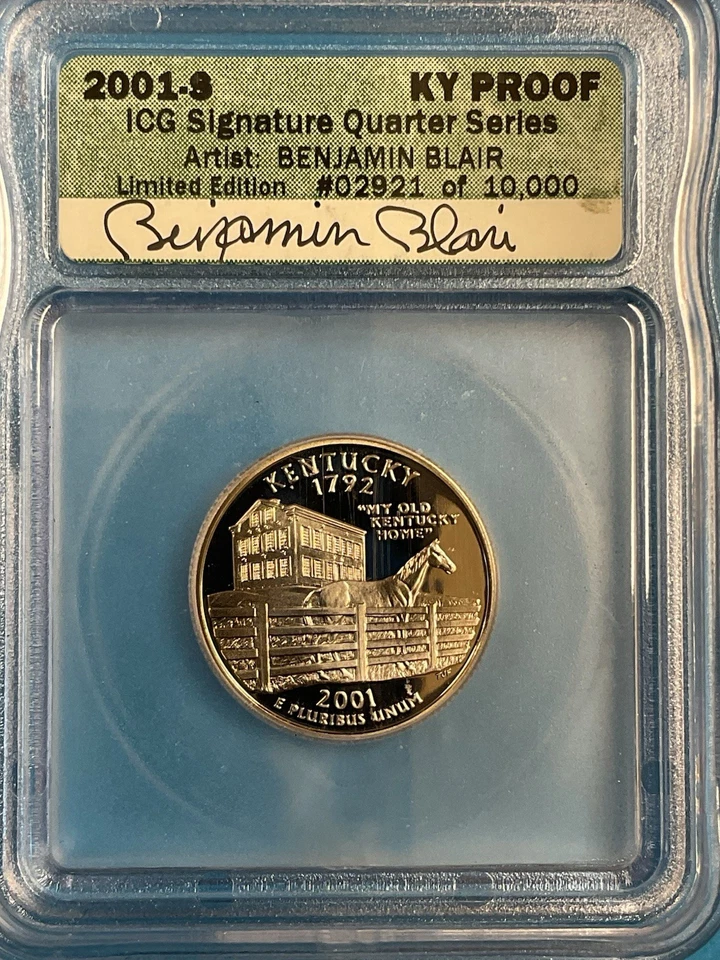 2001-S KY PROOF
ICG Signature Quarter Series
Artist: BENJAMIN BLAIR
Limited Edition #02921 of 10,000
Benjamin Blair
KENTUCKY
1792
"MY OLD
KENTUCKY
HOME"
2001
E PLURIBUS UNUM